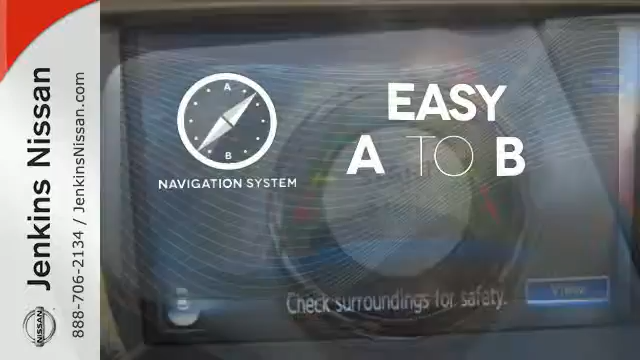 Jenkins Nissan
888-706-2134 / JenkinsNissan.com
NISSAN
A
B
NAVIGATION SYSTEM
EASY
A TO B
Check surroundings for safety.
View